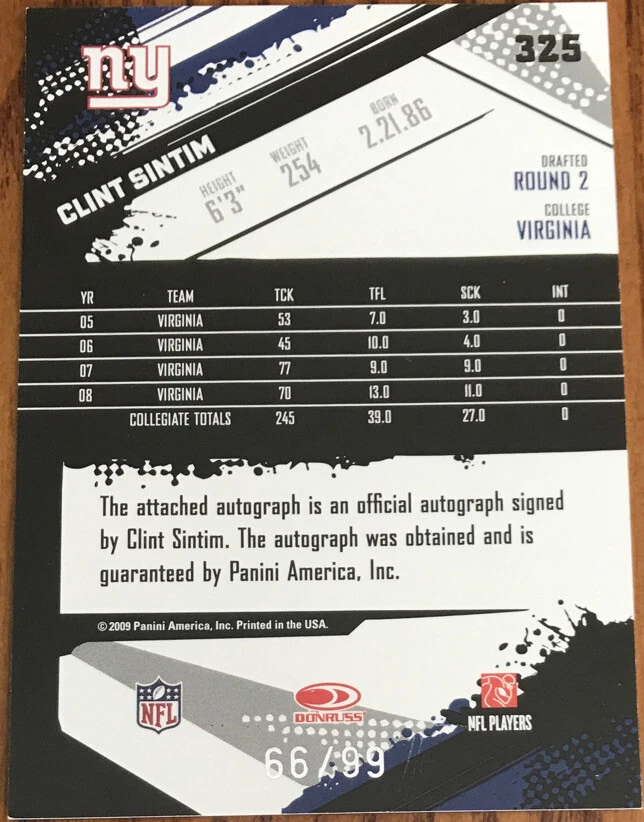 ny
325
CLINT SINTIM
HEIGHT
6'3"
WEIGHT
254
BORN
2.21.86
DRAFTED
ROUND 2
COLLEGE
VIRGINIA
YR TEAM TCK TFL SCK INT
05 VIRGINIA 53 7.0 3.0 0
06 VIRGINIA 45 10.0 4.0 0
07 VIRGINIA 77 9.0 9.0 0
08 VIRGINIA 70 13.0 11.0 0
COLLEGIATE TOTALS 245 39.0 27.0 0
The attached autograph is an official autograph signed
by Clint Sintim. The autograph was obtained and is
guaranteed by Panini America, Inc.
© 2009 Panini America, Inc. Printed in the USA.
NFL
DONRUSS
NFL PLAYERS
66/99